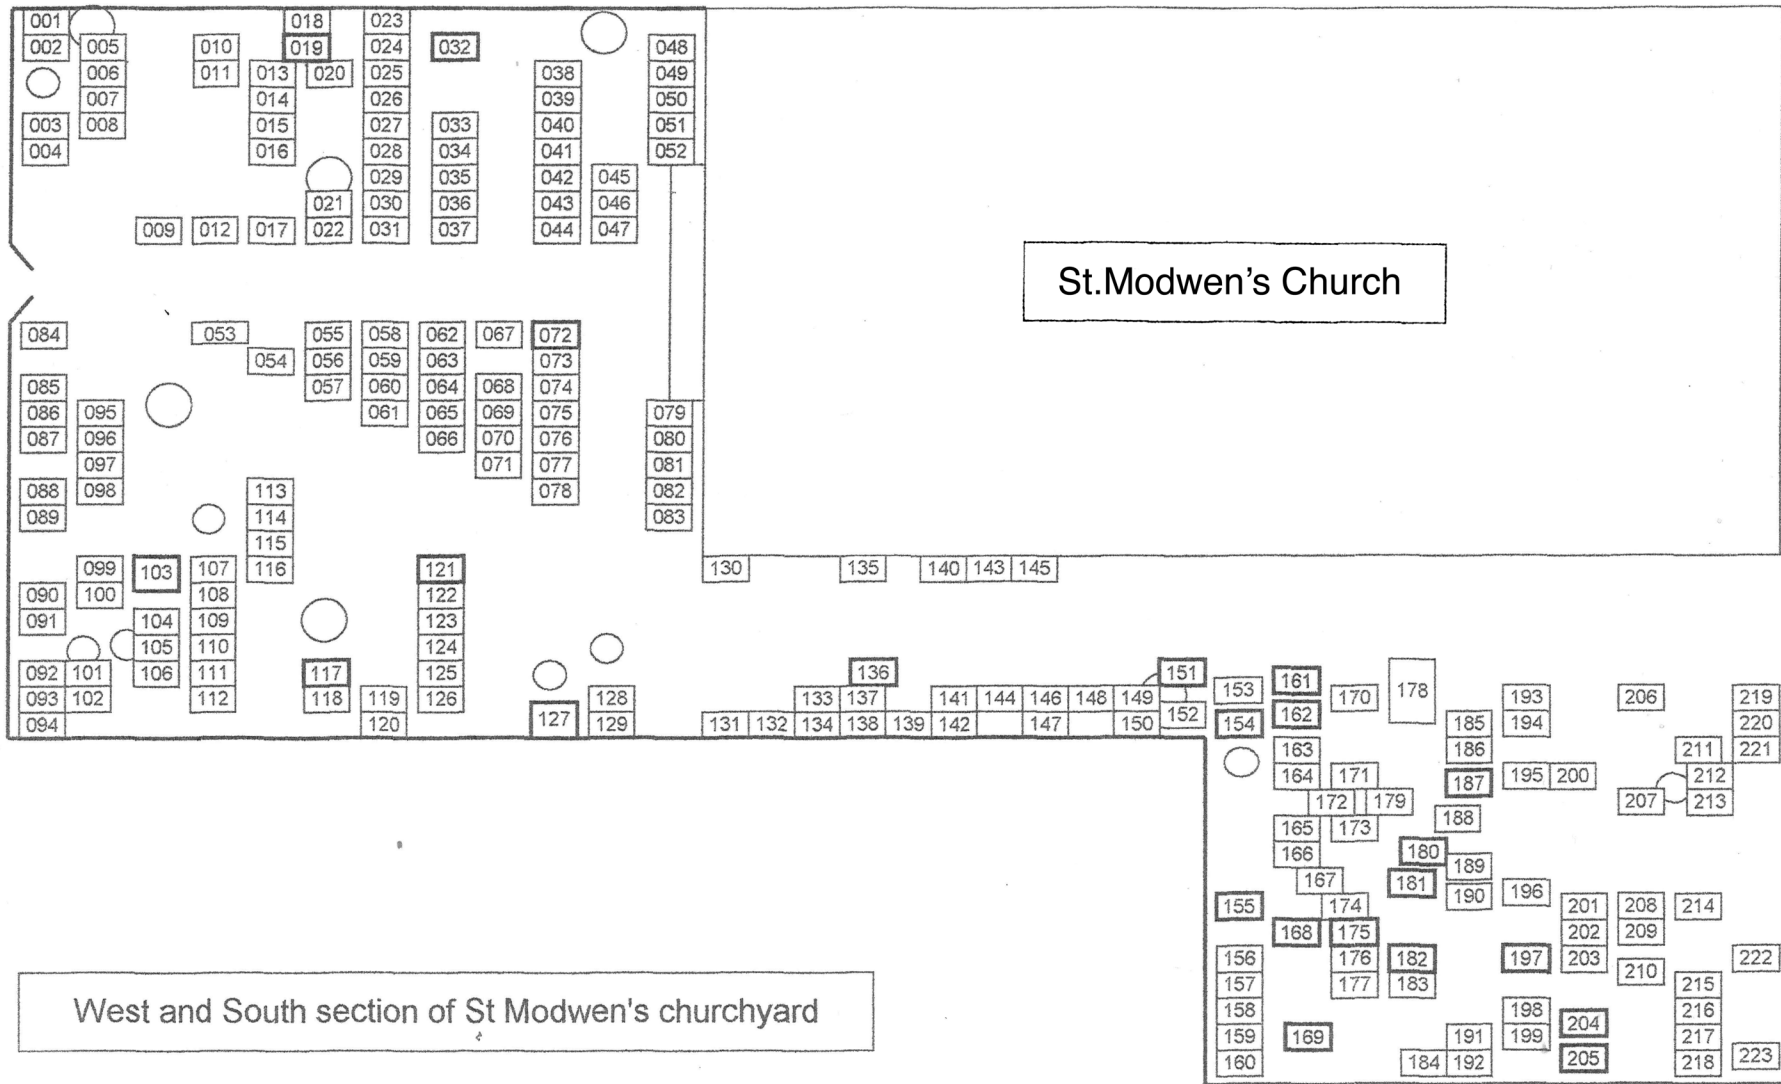 001 018 023
002 005 010 019 024 032 048
006 011 013 020 025 038 049
007 014 026 039 050
003 008 015 027 033 040 051
004 016 028 034 041 052
029 035 042 045
021 030 036 043 046
009 012 017 022 031 037 044 047
St.Modwen's Church
084 053 055 058 062 067 072
054 056 059 063 073
085 057 060 064 068 074
086 095 061 065 069 075 079
087 096 066 070 076 080
097 071 077 081
088 098 113 078 082
089 114 083
115
099 103 107 116 121 130 135 140 143 145
090 100 108 122
091 104 109 123
105 110 124
092 101 106 111 117 125 136 151 161
093 102 112 118 119 126 128 133 137 141 144 146 148 149 153 170 178 193 206 219
094 120 127 129 131 132 134 138 139 142 147 150 152 154 162 185 194 220
163 186 211 221
164 171 187 195 200 212
172 179 207 213
165 173 188
166 180 189
167 181 190 196
155 174 201 208 214
168 175 202 209
156 176 182 197 203 210 222
157 177 183 215
West and South section of St Modwen's churchyard
158 198 204 216
159 169 191 199 217
160 184 192 205 218 223